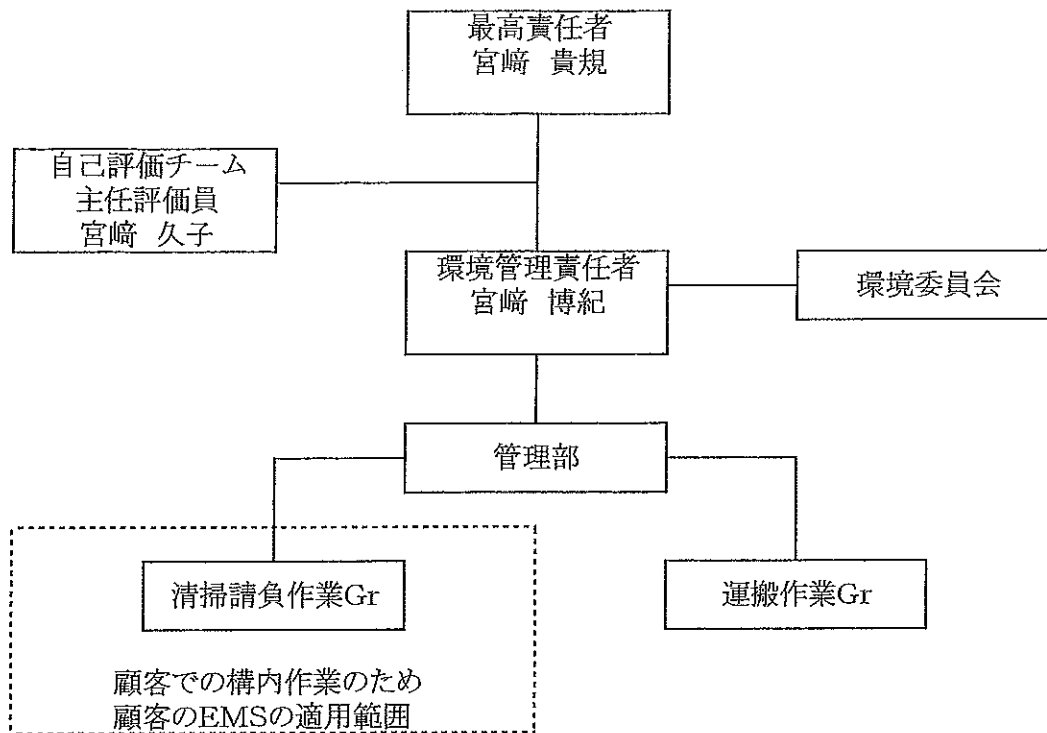 最高責任者
宮﨑 貴規
自己評価チーム
主任評価員
宮﨑 久子
環境管理責任者
宮﨑 博紀
環境委員会
管理部
清掃請負作業Gr
運搬作業Gr
顧客での構内作業のため
顧客のEMSの適用範囲